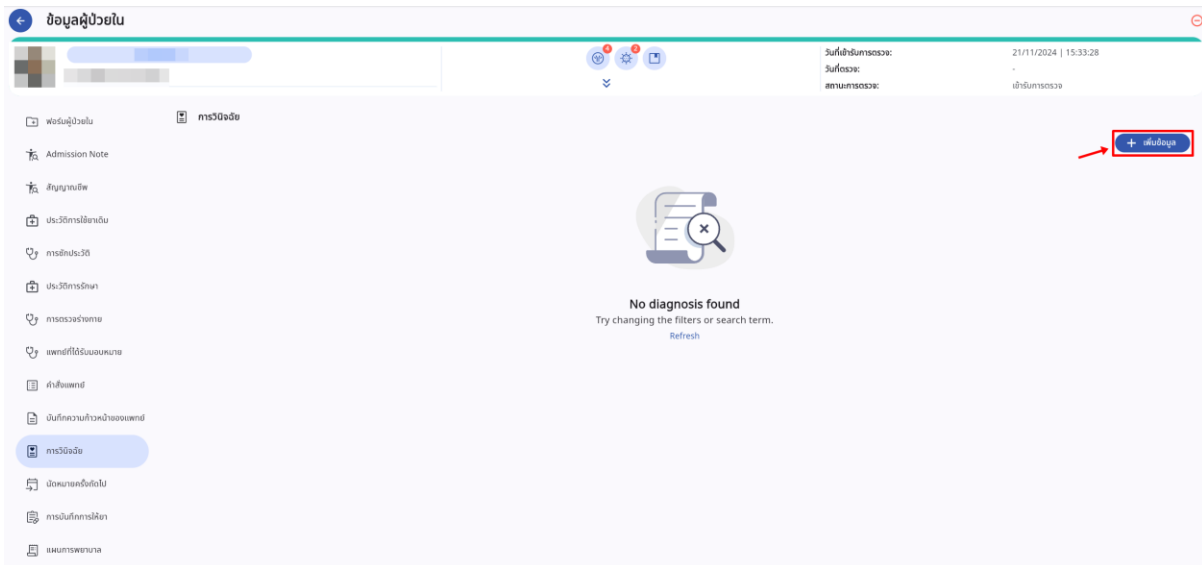 ข้อมูลผู้ป่วยใน
4
2
วันที่เข้ารับการตรวจ: 21/11/2024 | 15:33:28
วันที่ตรวจ: -
สถานะการตรวจ: เข้ารับการตรวจ
ฟอร์มผู้ป่วยใน
การวินิจฉัย
+ เพิ่มข้อมูล
Admission Note
สัญญาณชีพ
ประวัติการใช้ยาเดิม
การซักประวัติ
ประวัติการรักษา
การตรวจร่างกาย
แพทย์ที่ได้รับมอบหมาย
คำสั่งแพทย์
บันทึกความก้าวหน้าของแพทย์
การวินิจฉัย
นัดหมายครั้งถัดไป
การบันทึกการให้ยา
แผนการพยาบาล
No diagnosis found
Try changing the filters or search term.
Refresh